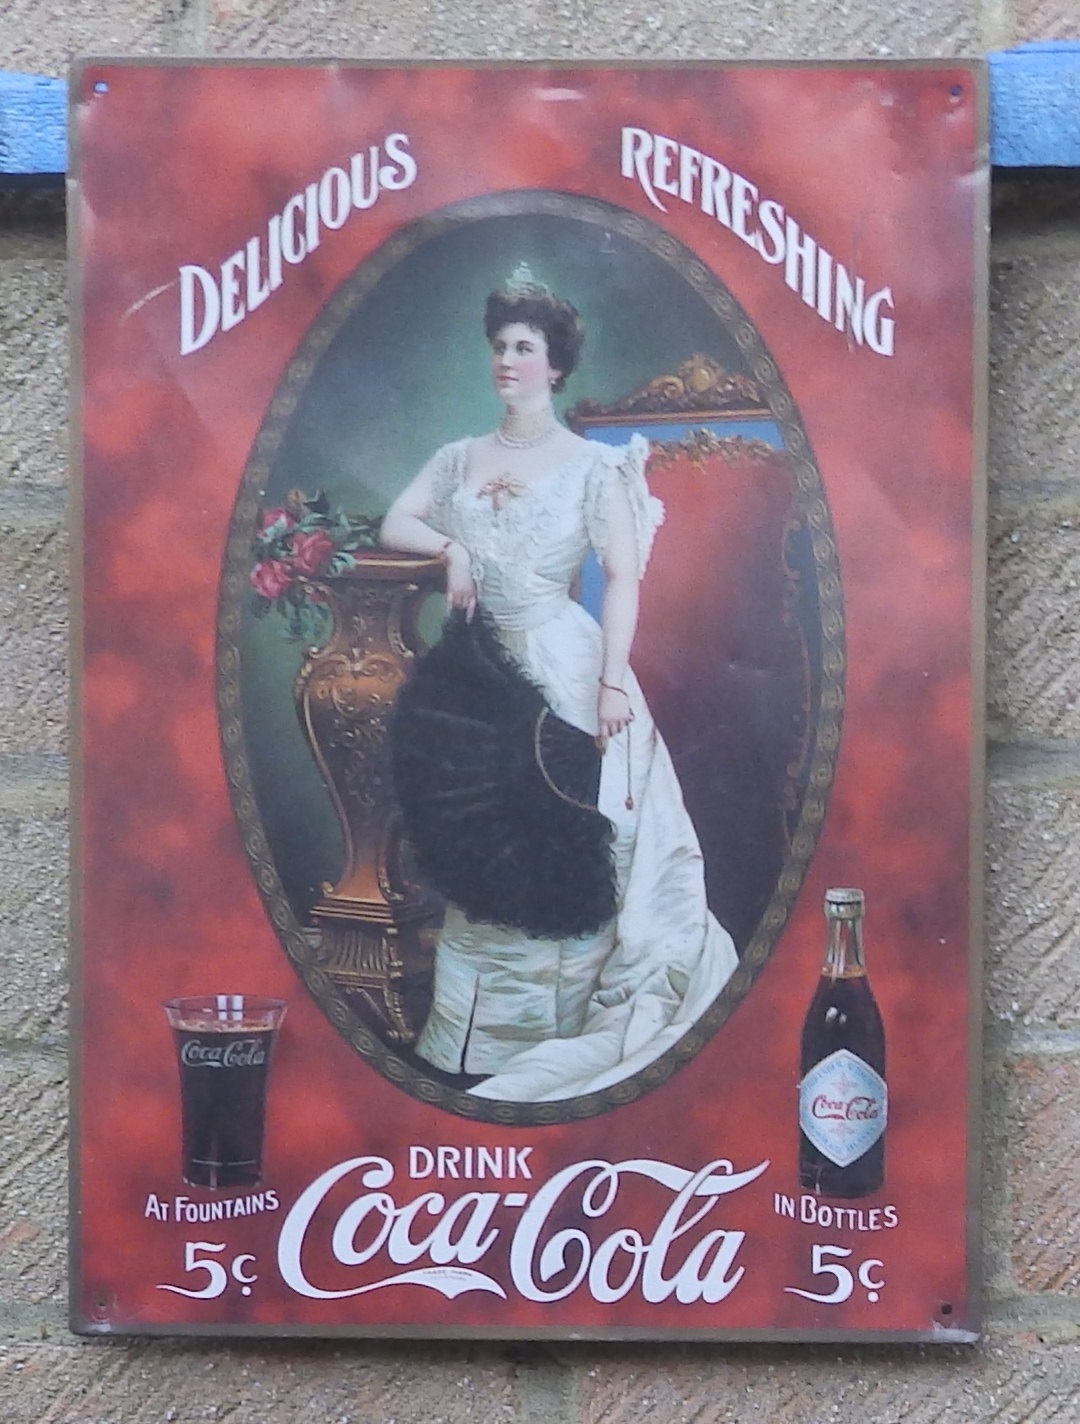 DELICIOUS
REFRESHING
Coca-Cola
Coca-Cola
DRINK
Coca-Cola
AT FOUNTAINS
5¢
IN BOTTLES
5¢